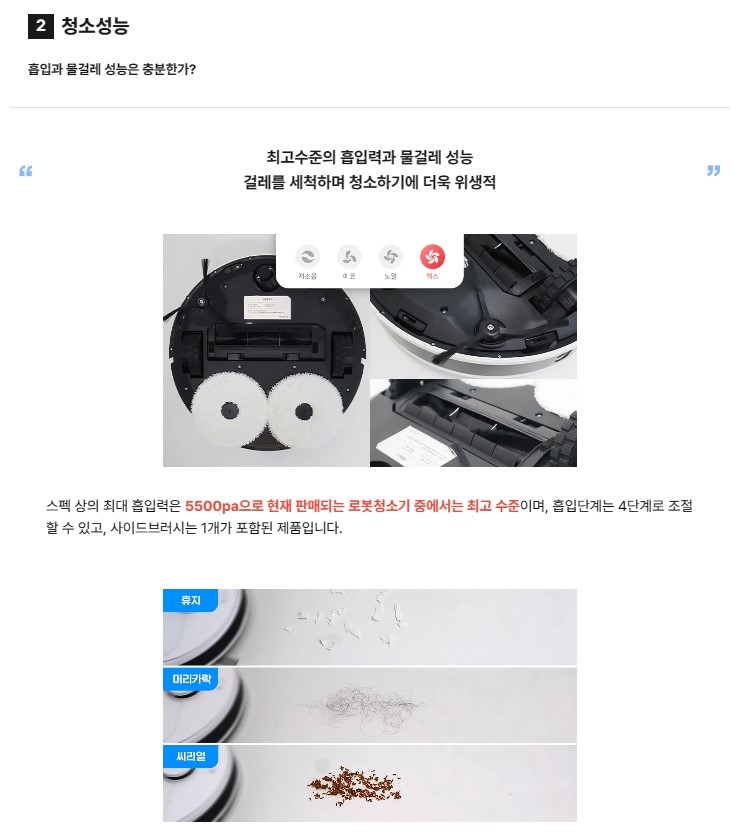 2 청소성능
흡입과 물걸레 성능은 충분한가?
“ 최고수준의 흡입력과 물걸레 성능 ”
걸레를 세척하며 청소하기에 더욱 위생적
저소음 에코 노멀 맥스
스펙 상의 최대 흡입력은 5500pa으로 현재 판매되는 로봇청소기 중에서는 최고 수준이며, 흡입단계는 4단계로 조절
할 수 있고, 사이드브러시는 1개가 포함된 제품입니다.
휴지
머리카락
씨리얼